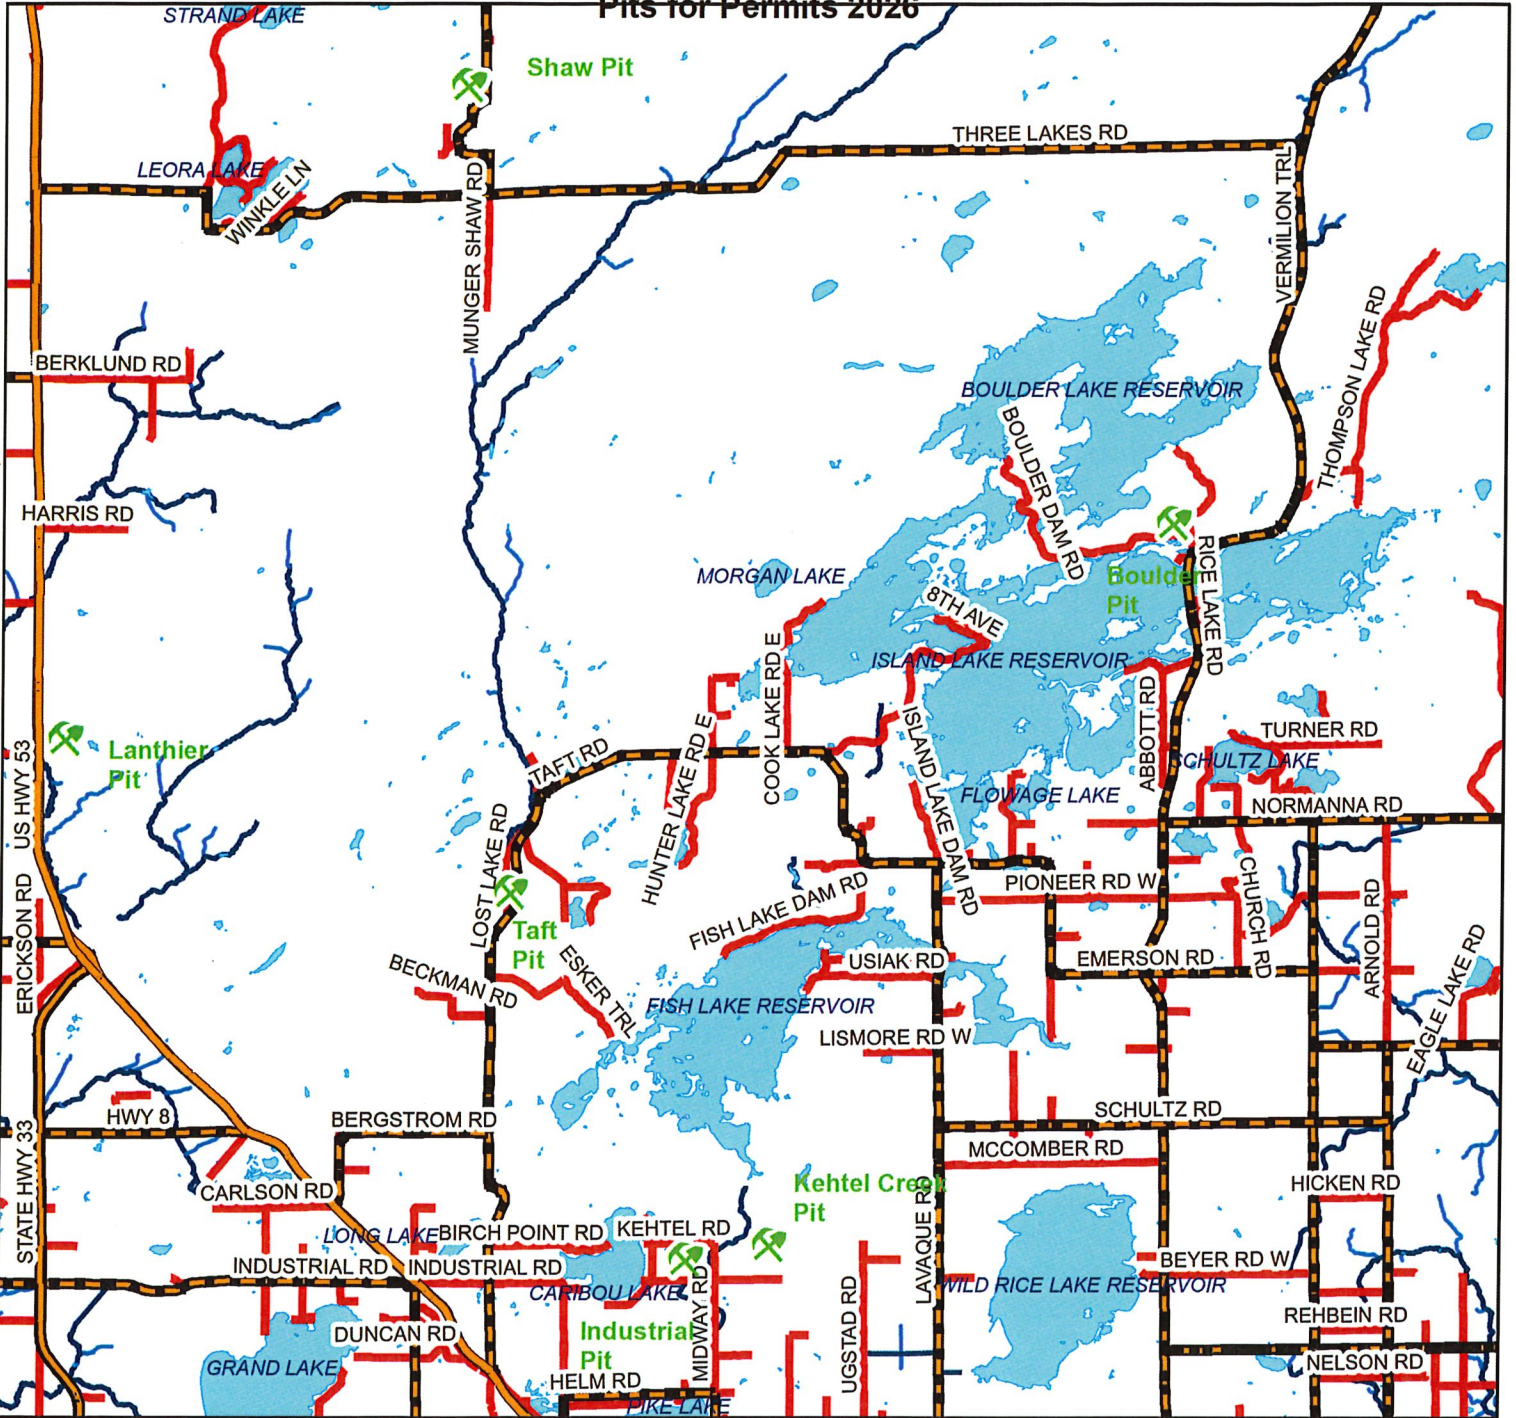 Pits for Permits 2026
STRAND LAKE
Shaw Pit
THREE LAKES RD
LEORA LAKE
WINKLE LN
MUNGER SHAW RD
VERMILION TRL
THOMPSON LAKE RD
BERKLUND RD
BOULDER LAKE RESERVOIR
BOULDER DAM RD
HARRIS RD
MORGAN LAKE
Boulder
Pit
RICE LAKE RD
8TH AVE
ISLAND LAKE RESERVOIR
COOK LAKE RD E
ABBOTT RD
HUNTER LAKE RD E
ISLAND LAKE DAM RD
TURNER RD
SCHULTZ LAKE
US HWY 53
Lanthier
Pit
TAFT RD
FLOWAGE LAKE
NORMANNA RD
LOST LAKE RD
PIONEER RD W
CHURCH RD
ARNOLD RD
ERICKSON RD
Taft
Pit
FISH LAKE DAM RD
USIAK RD
EMERSON RD
EAGLE LAKE RD
BECKMAN RD
ESKER TRL
FISH LAKE RESERVOIR
LISMORE RD W
HWY 8
BERGSTROM RD
SCHULTZ RD
STATE HWY 33
MCCOMBER RD
CARLSON RD
Kehtel Creek
Pit
LAVAQUE RD
HICKEN RD
LONG LAKE
BIRCH POINT RD
KEHTEL RD
INDUSTRIAL RD
INDUSTRIAL RD
BEYER RD W
CARIBOU LAKE
MIDWAY RD
UGSTAD RD
WILD RICE LAKE RESERVOIR
REHBEIN RD
DUNCAN RD
Industrial
Pit
GRAND LAKE
HELM RD
NELSON RD
PIKE LAKE